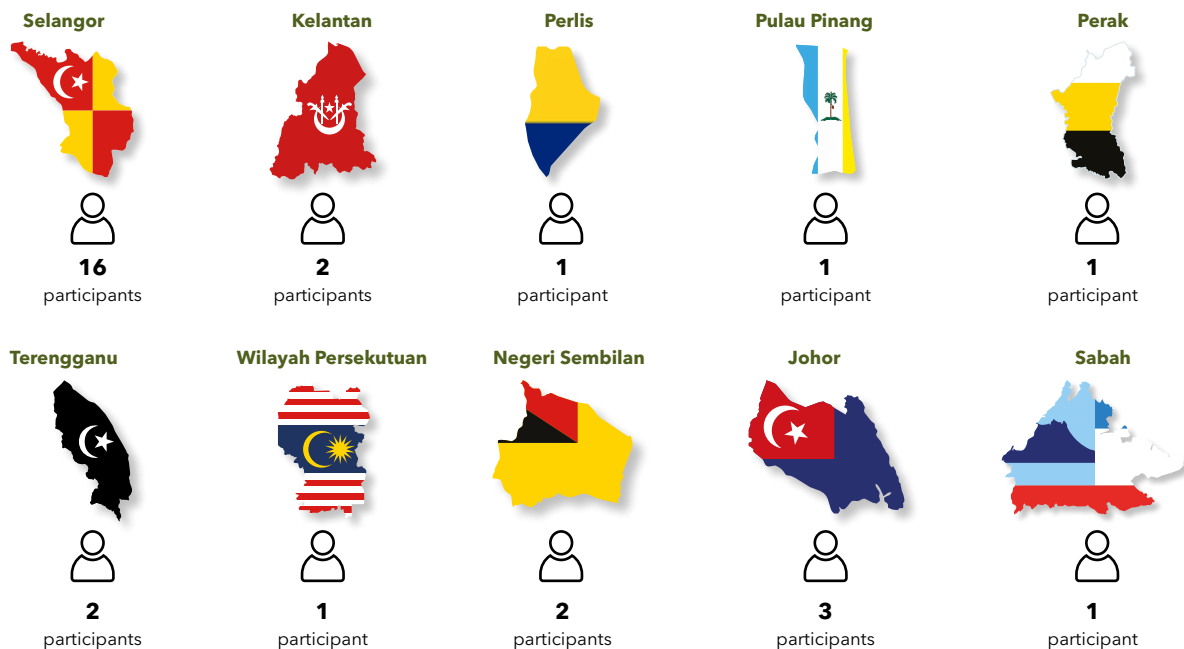 Selangor
Kelantan
Perlis
Pulau Pinang
Perak
16
participants
2
participants
1
participant
1
participant
1
participant
Terengganu
Wilayah Persekutuan
Negeri Sembilan
Johor
Sabah
2
participants
1
participant
2
participants
3
participants
1
participant